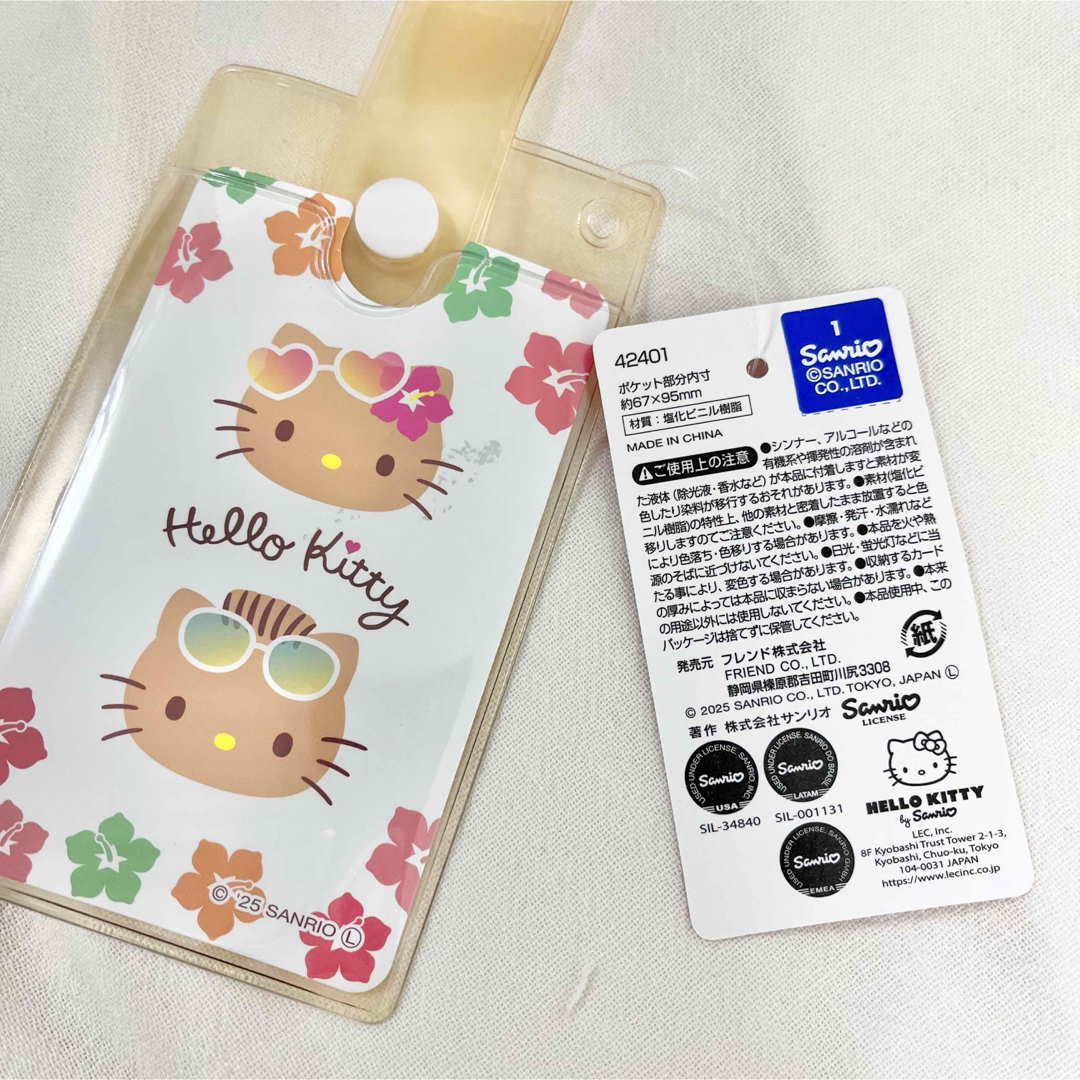 Hello Kitty
© '25 SANRIO Ⓛ
42401
ポケット部分内寸
約67×95mm
材質：塩化ビニル樹脂
MADE IN CHINA
1
Sanrio
©SANRIO
CO.,LTD.
ご使用上の注意
●シンナー、アルコールなどの
有機系や揮発性の溶剤が含まれ
た液体（除光液・香水など）が本品に付着しますと素材が変
色したり染料が移行するおそれがあります。●素材(塩化ビ
ニル樹脂)の特性上、他の素材と密着したまま放置すると色
移りしますのでご注意ください。●摩擦・発汗・水濡れなど
により色落ち・色移りする場合があります。●本品を火や熱
源のそばに近づけないでください。●日光・蛍光灯などに当
たる事により、変色する場合があります。●収納するカード
の厚みによっては本品に収まらない場合があります。●本来
の用途以外には使用しないでください。●本品使用中、この
パッケージは捨てずに保管してください。
紙
発売元 フレンド株式会社
FRIEND CO., LTD.
静岡県榛原郡吉田町川尻3308
© 2025 SANRIO CO., LTD. TOKYO, JAPAN Ⓛ
著作 株式会社サンリオ
Sanrio
LICENSE
USED UNDER LICENSE. SANRIO, INC.
Sanrio
USA
SIL-34840
USED UNDER LICENSE. SANRIO DO BRASIL
Sanrio
LATAM
SIL-001131
USED UNDER LICENSE. SANRIO GMBH
Sanrio
EMEA
HELLO KITTY
by Sanrio
LEC, Inc.
8F Kyobashi Trust Tower 2-1-3,
Kyobashi, Chuo-ku, Tokyo
104-0031 JAPAN
https://www.lecinc.co.jp